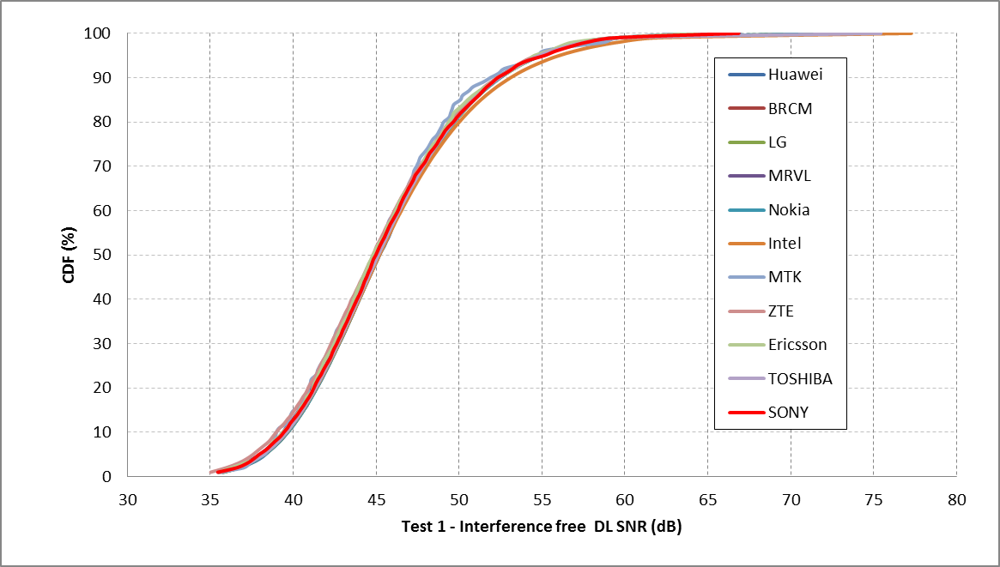 100
90
80
70
60
50
40
30
20
10
0
CDF (%)
30 35 40 45 50 55 60 65 70 75 80
Test 1 - Interference free DL SNR (dB)
Huawei
BRCM
LG
MRVL
Nokia
Intel
MTK
ZTE
Ericsson
TOSHIBA
SONY